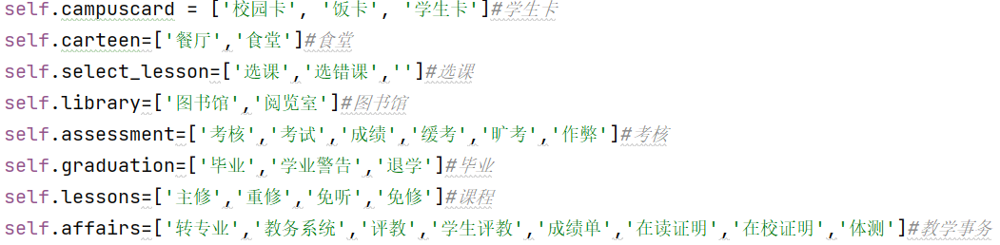 self.campuscard = ['校园卡', '饭卡', '学生卡']#学生卡
self.carteen=['餐厅','食堂']#食堂
self.select_lesson=['选课','选错课','']#选课
self.library=['图书馆','阅览室']#图书馆
self.assessment=['考核','考试','成绩','缓考','旷考','作弊']#考核
self.graduation=['毕业','学业警告','退学']#毕业
self.lessons=['主修','重修','免听','免修']#课程
self.affairs=['转专业','教务系统','评教','学生评教','成绩单','在读证明','在校证明','体测']#教学事务